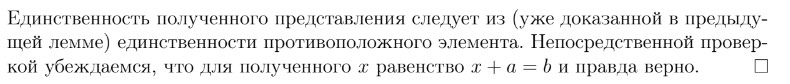 Единственность полученного представления следует из (уже доказанной в предыду-
щей лемме) единственности противоположного элемента. Непосредственной провер-
кой убеждаемся, что для полученного x равенство x + a = b и правда верно. □